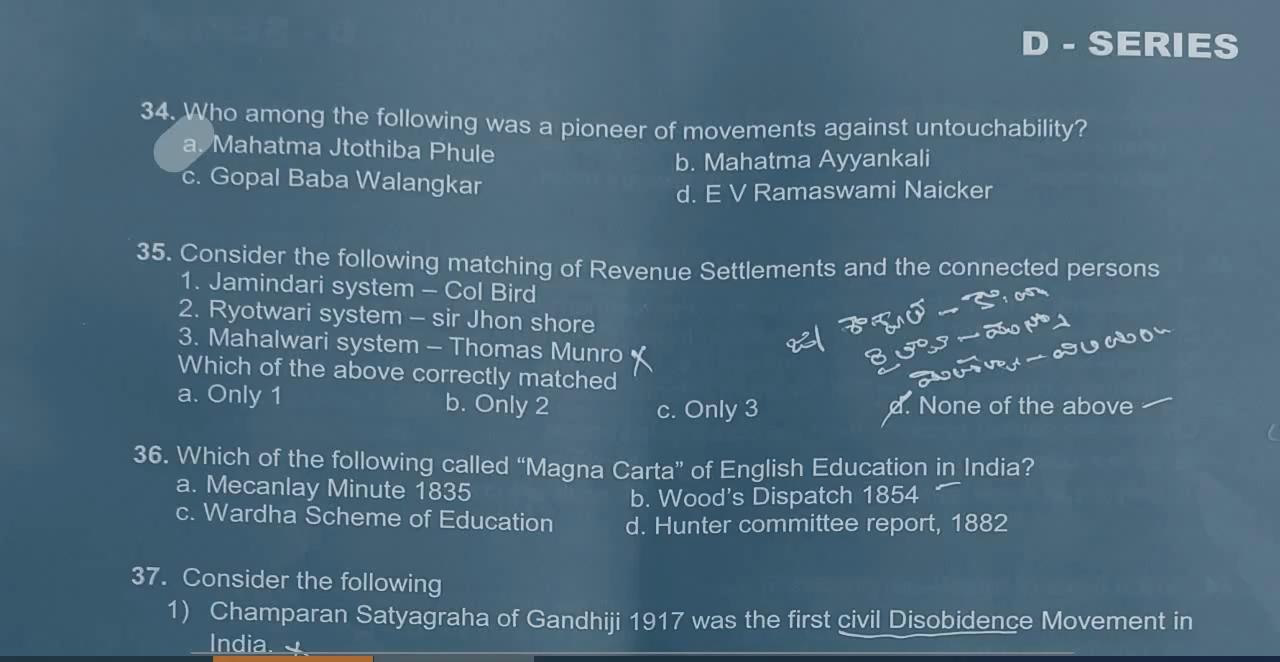 D - SERIES
34. Who among the following was a pioneer of movements against untouchability?
a. Mahatma Jtothiba Phule b. Mahatma Ayyankali
c. Gopal Baba Walangkar d. E V Ramaswami Naicker
35. Consider the following matching of Revenue Settlements and the connected persons
1. Jamindari system – Col Bird
2. Ryotwari system – sir Jhon shore
3. Mahalwari system – Thomas Munro
Which of the above correctly matched
a. Only 1 b. Only 2 c. Only 3 d. None of the above
36. Which of the following called “Magna Carta” of English Education in India?
a. Mecanlay Minute 1835 b. Wood's Dispatch 1854
c. Wardha Scheme of Education d. Hunter committee report, 1882
37. Consider the following
1) Champaran Satyagraha of Gandhiji 1917 was the first civil Disobidence Movement in
India.